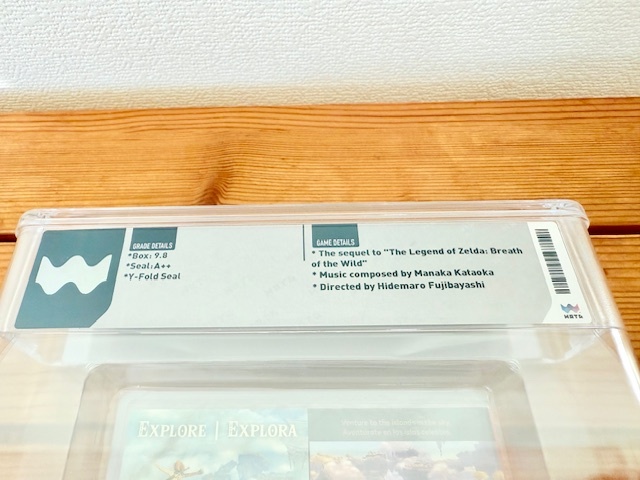 GRADE DETAILS
*Box: 9.8
*Seal: A++
*Y-Fold Seal
GAME DETAILS
* The sequel to "The Legend of Zelda: Breath
of the Wild"
* Music composed by Manaka Kataoka
* Directed by Hidemaro Fujibayashi
WATA
EXPLORE | EXPLORA